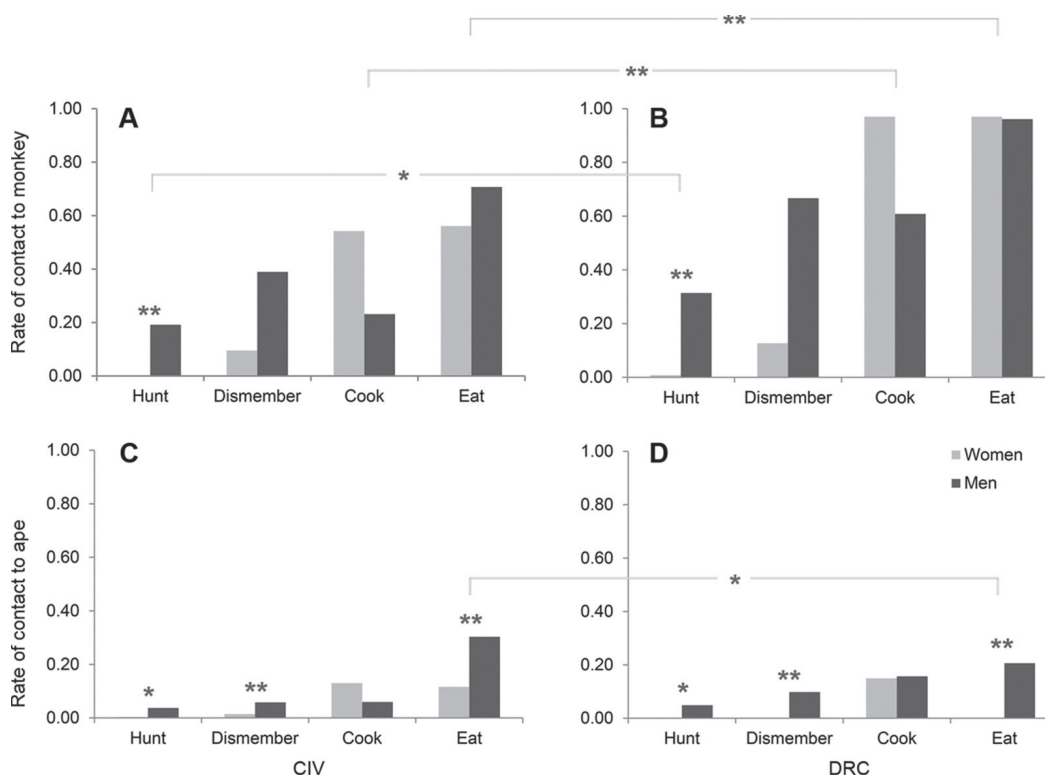 **
**
A
B
Rate of contact to monkey
1.00
0.80
0.60
0.40
0.20
0.00
*
**
Hunt Dismember Cook Eat
1.00
0.80
0.60
0.40
0.20
0.00
**
Hunt Dismember Cook Eat
C
D
Rate of contact to ape
1.00
0.80
0.60
0.40
0.20
0.00
*
**
**
Hunt Dismember Cook Eat
CIV
*
1.00
0.80
0.60
0.40
0.20
0.00
Women
Men
*
**
**
Hunt Dismember Cook Eat
DRC